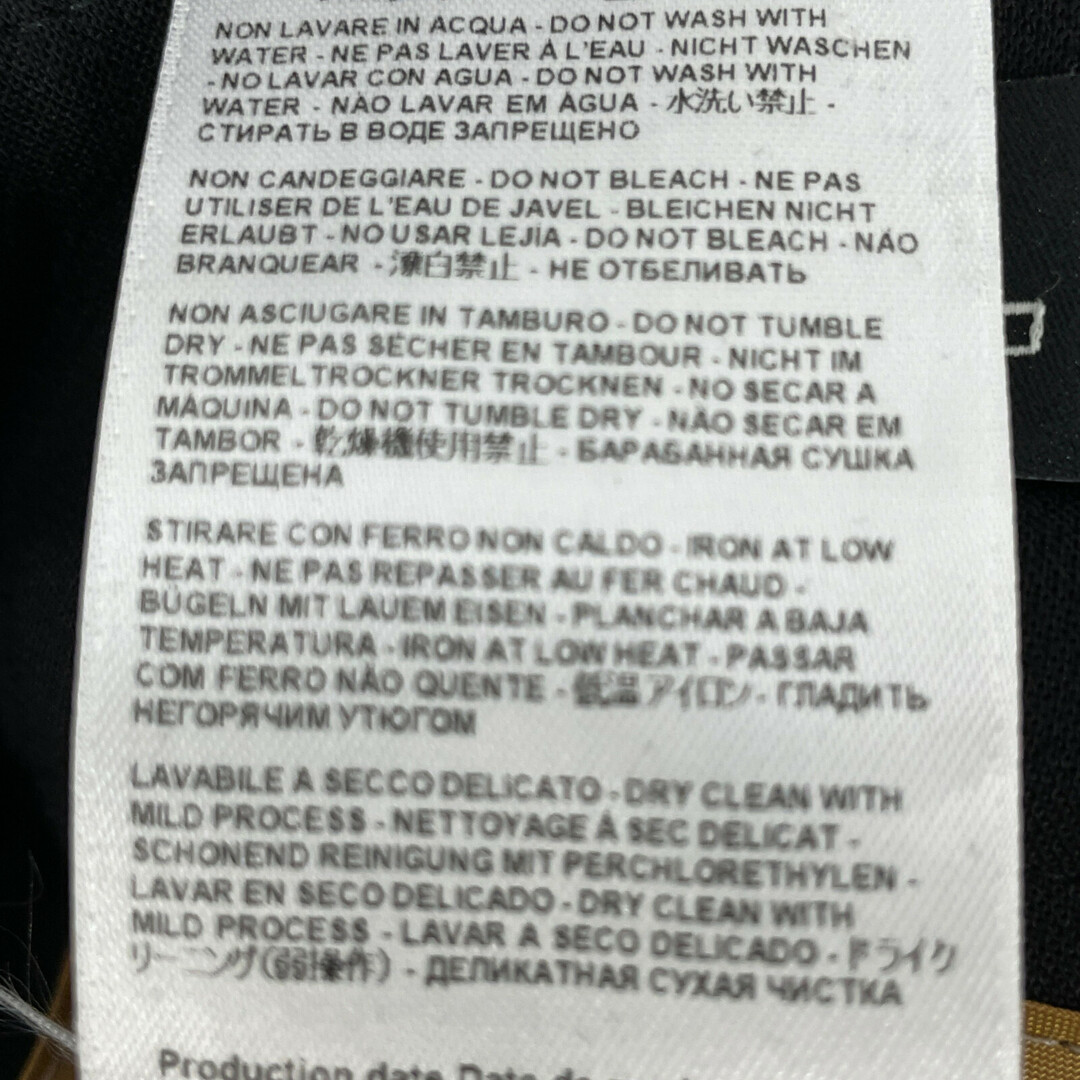 NON LAVARE IN ACQUA - DO NOT WASH WITH
WATER - NE PAS LAVER À L'EAU - NICHT WASCHEN
- NO LAVAR CON AGUA - DO NOT WASH WITH
WATER - NÃO LAVAR EM ÁGUA - 水洗い禁止 -
СТИРАТЬ В ВОДЕ ЗАПРЕЩЕНО
NON CANDEGGIARE - DO NOT BLEACH - NE PAS
UTILISER DE L'EAU DE JAVEL - BLEICHEN NICHT
ERLAUBT - NO USAR LEJÍA - DO NOT BLEACH - NÃO
BRANQUEAR - 漂白禁止 - НЕ ОТБЕЛИВАТЬ
NON ASCIUGARE IN TAMBURO - DO NOT TUMBLE
DRY - NE PAS SÉCHER EN TAMBOUR - NICHT IM
TROMMELTROCKNER TROCKNEN - NO SECAR A
MÁQUINA - DO NOT TUMBLE DRY - NÃO SECAR EM
TAMBOR - 乾燥機使用禁止 - БАРАБАННАЯ СУШКА
ЗАПРЕЩЕНА
STIRARE CON FERRO NON CALDO - IRON AT LOW
HEAT - NE PAS REPASSER AU FER CHAUD -
BÜGELN MIT LAUEM EISEN - PLANCHAR A BAJA
TEMPERATURA - IRON AT LOW HEAT - PASSAR
COM FERRO NÃO QUENTE - 低温アイロン - ГЛАДИТЬ
НЕГОРЯЧИМ УТЮГОМ
LAVABILE A SECCO DELICATO - DRY CLEAN WITH
MILD PROCESS - NETTOYAGE À SEC DELICAT -
SCHONEND REINIGUNG MIT PERCHLORETHYLEN -
LAVAR EN SECO DELICADO - DRY CLEAN WITH
MILD PROCESS - LAVAR A SECO DELICADO - ドライク
リーニング(弱操作) - ДЕЛИКАТНАЯ СУХАЯ ЧИСТКА
Production date Date de